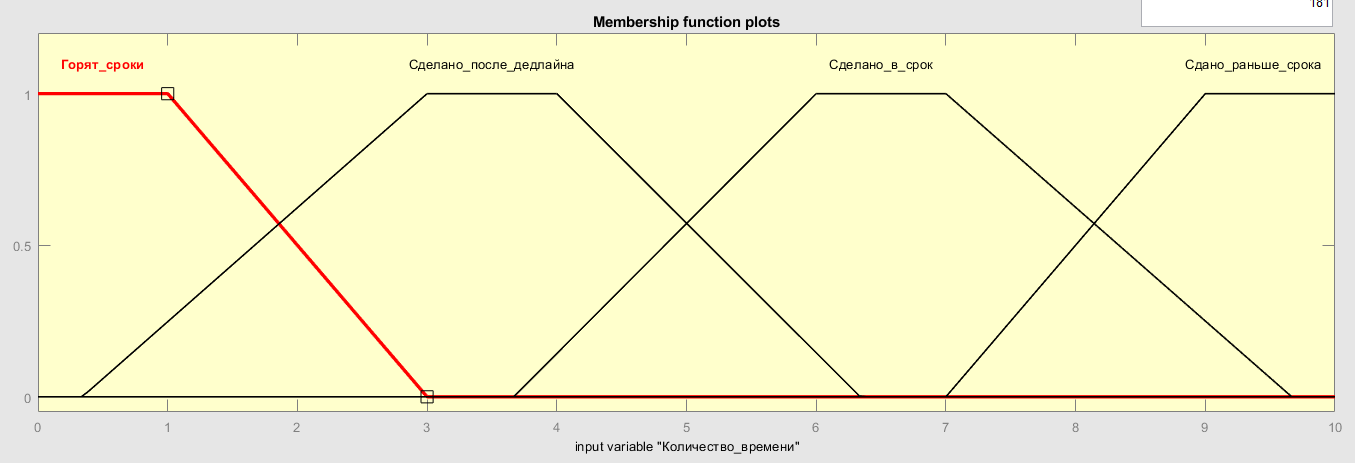 181
Membership function plots
Горят_сроки Сделано_после_дедлайна Сделано_в_срок Сдано_раньше_срока
1
0.5
0
0 1 2 3 4 5 6 7 8 9 10
input variable "Количество_времени"